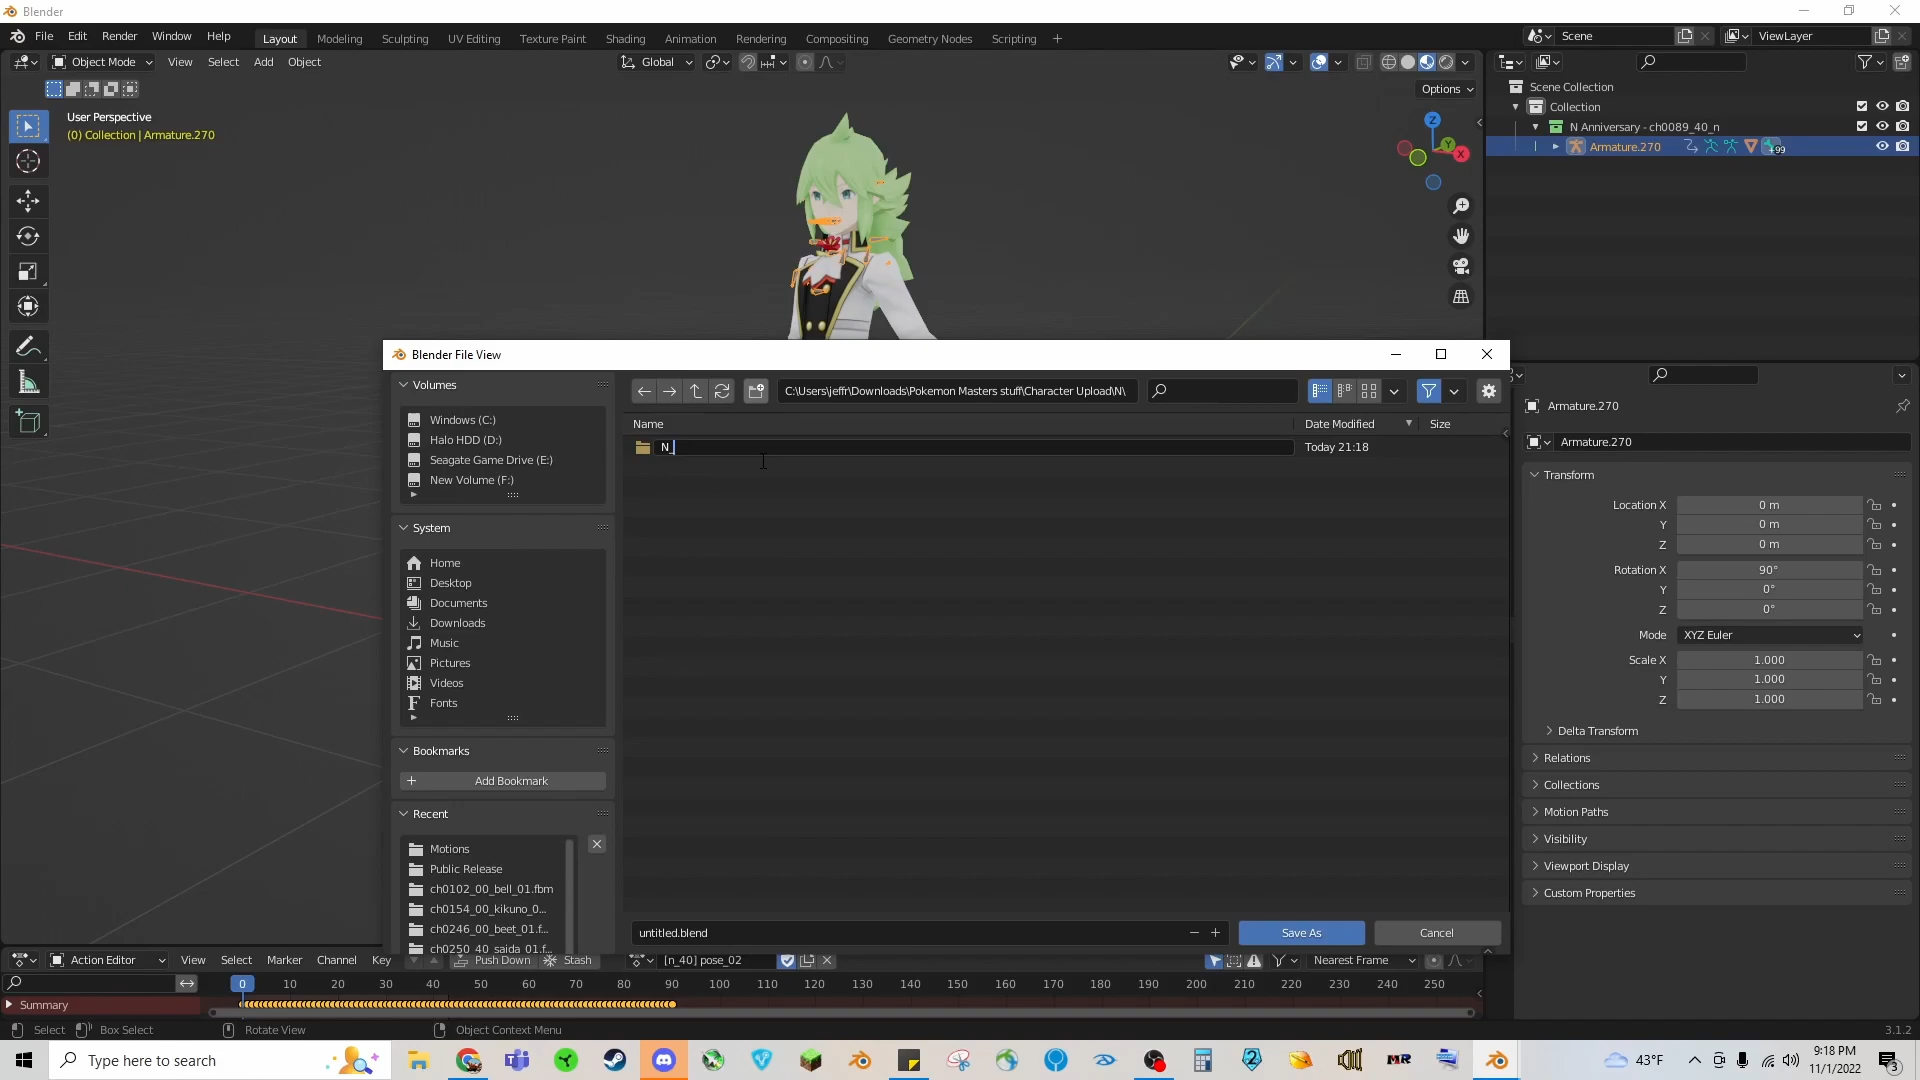 Blender
File Edit Render Window Help Layout Modeling Sculpting UV Editing Texture Paint Shading Animation Rendering Compositing Geometry Nodes Scripting + Scene ViewLayer
Object Mode View Select Add Object Global
Options
User Perspective
(0) Collection | Armature.270
Z
Y
X
Scene Collection
Collection
N Anniversary - ch0089_40_n
Armature.270 +99
Blender File View
Volumes
Windows (C:)
Halo HDD (D:)
Seagate Game Drive (E:)
New Volume (F:)
System
Home
Desktop
Documents
Downloads
Music
Pictures
Videos
Fonts
Bookmarks
+ Add Bookmark
Recent
Motions
Public Release
ch0102_00_bell_01.fbm
ch0154_00_kikuno_0...
ch0246_00_beet_01.f...
ch0250_40_saida_01.f...
C:\Users\jeffr\Downloads\Pokemon Masters stuff\Character Upload\N\
Name Date Modified Size
N_ Today 21:18
untitled.blend
Save As Cancel
Armature.270
Armature.270
Transform
Location X 0 m
Y 0 m
Z 0 m
Rotation X 90°
Y 0°
Z 0°
Mode XYZ Euler
Scale X 1.000
Y 1.000
Z 1.000
Delta Transform
Relations
Collections
Motion Paths
Visibility
Viewport Display
Custom Properties
Action Editor View Select Marker Channel Key Push Down Stash [n_40] pose_02 Nearest Frame
0 10 20 30 40 50 60 70 80 90 100 110 120 130 140 150 160 170 180 190 200 210 220 230 240 250
Summary
Select Box Select Rotate View Object Context Menu 3.1.2
Type here to search
MR
43°F
9:18 PM
11/1/2022
3